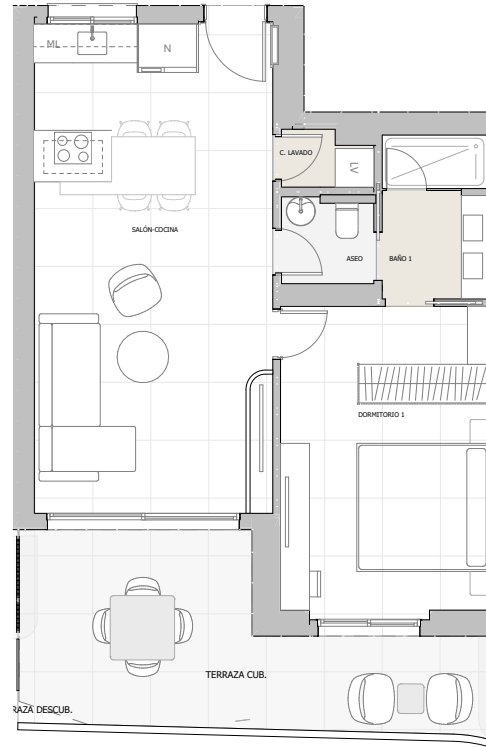 ML
N
C. LAVADO
LV
SALÓN-COCINA
ASEO
BAÑO 1
DORMITORIO 1
TERRAZA CUB.
RAZA DESCUB.